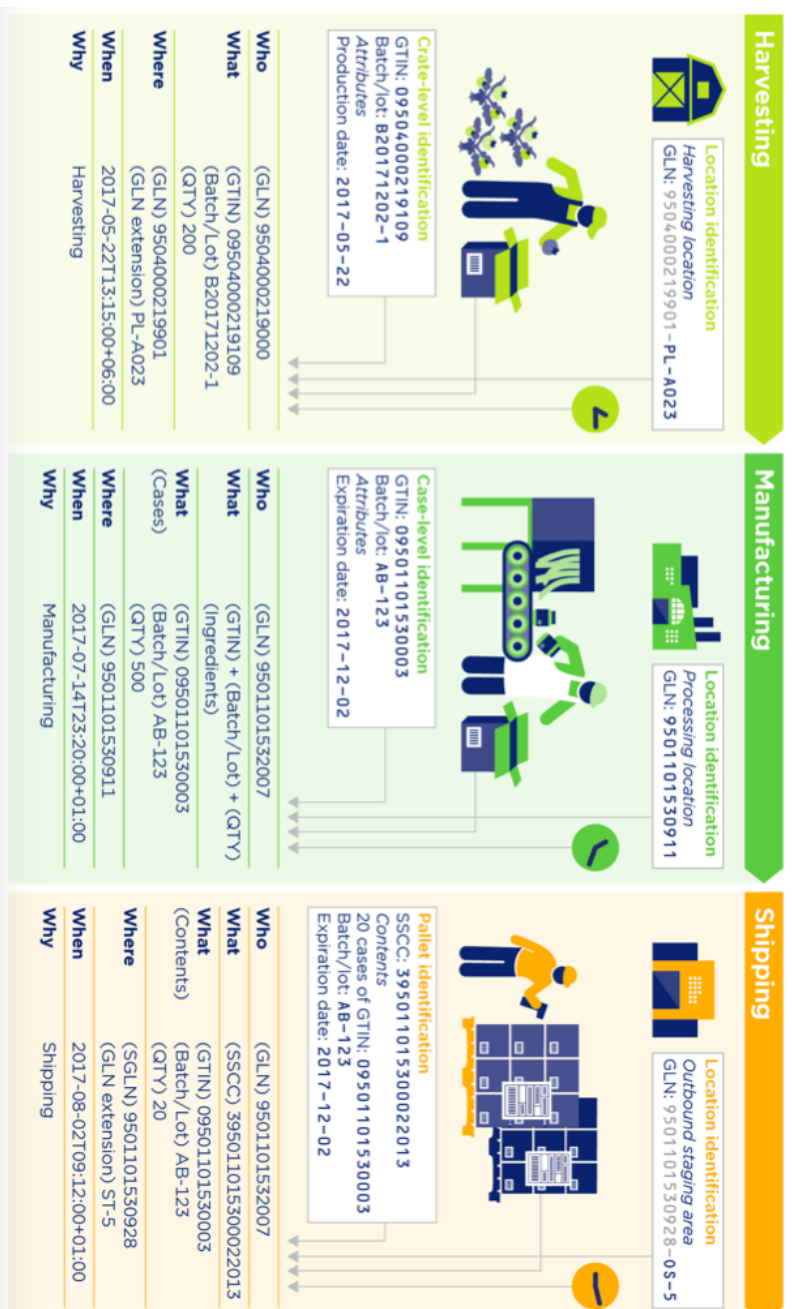 Harvesting
Location identification
Harvesting location
GLN: 9504000219901-PL-A023
Crate-level identification
GTIN: 09504000219109
Batch/lot: B20171202-1
Attributes
Production date: 2017-05-22
Who (GLN) 9504000219000
What (GTIN) 09504000219109
(Batch/Lot) B20171202-1
(QTY) 200
Where (GLN) 9504000219901
(GLN extension) PL-A023
When 2017-05-22T13:15:00+06:00
Why Harvesting
Manufacturing
Location identification
Processing location
GLN: 9501101530911
Case-level identification
GTIN: 09501101530003
Batch/lot: AB-123
Attributes
Expiration date: 2017-12-02
Who (GLN) 9501101532007
What (GTIN) + (Batch/Lot) + (QTY)
(Ingredients)
What (GTIN) 09501101530003
(Cases) (Batch/Lot) AB-123
(QTY) 500
Where (GLN) 9501101530911
When 2017-07-14T23:20:00+01:00
Why Manufacturing
Shipping
Location identification
Outbound staging area
GLN: 9501101530928-OS-5
Pallet identification
SSCC: 395011015300022013
Contents
20 cases of GTIN: 09501101530003
Batch/lot: AB-123
Expiration date: 2017-12-02
Who (GLN) 9501101532007
What (SSCC) 395011015300022013
What (GTIN) 09501101530003
(Contents) (Batch/Lot) AB-123
(QTY) 20
Where (SGLN) 9501101530928
(GLN extension) ST-5
When 2017-08-02T09:12:00+01:00
Why Shipping